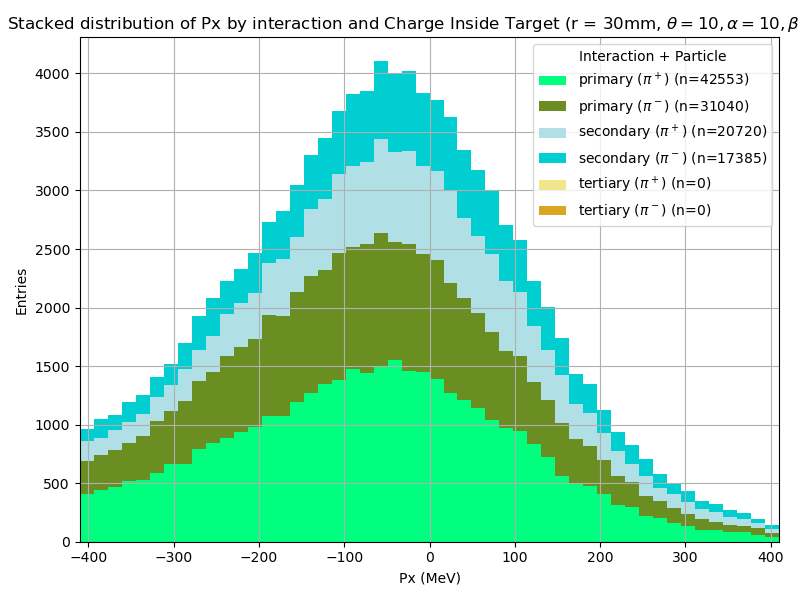 Stacked distribution of Px by interaction and Charge Inside Target (r = 30mm, θ = 10, α = 10, β
Interaction + Particle
primary (π⁺) (n=42553)
primary (π⁻) (n=31040)
secondary (π⁺) (n=20720)
secondary (π⁻) (n=17385)
tertiary (π⁺) (n=0)
tertiary (π⁻) (n=0)
Entries
4000
3500
3000
2500
2000
1500
1000
500
0
−400 −300 −200 −100 0 100 200 300 400
Px (MeV)